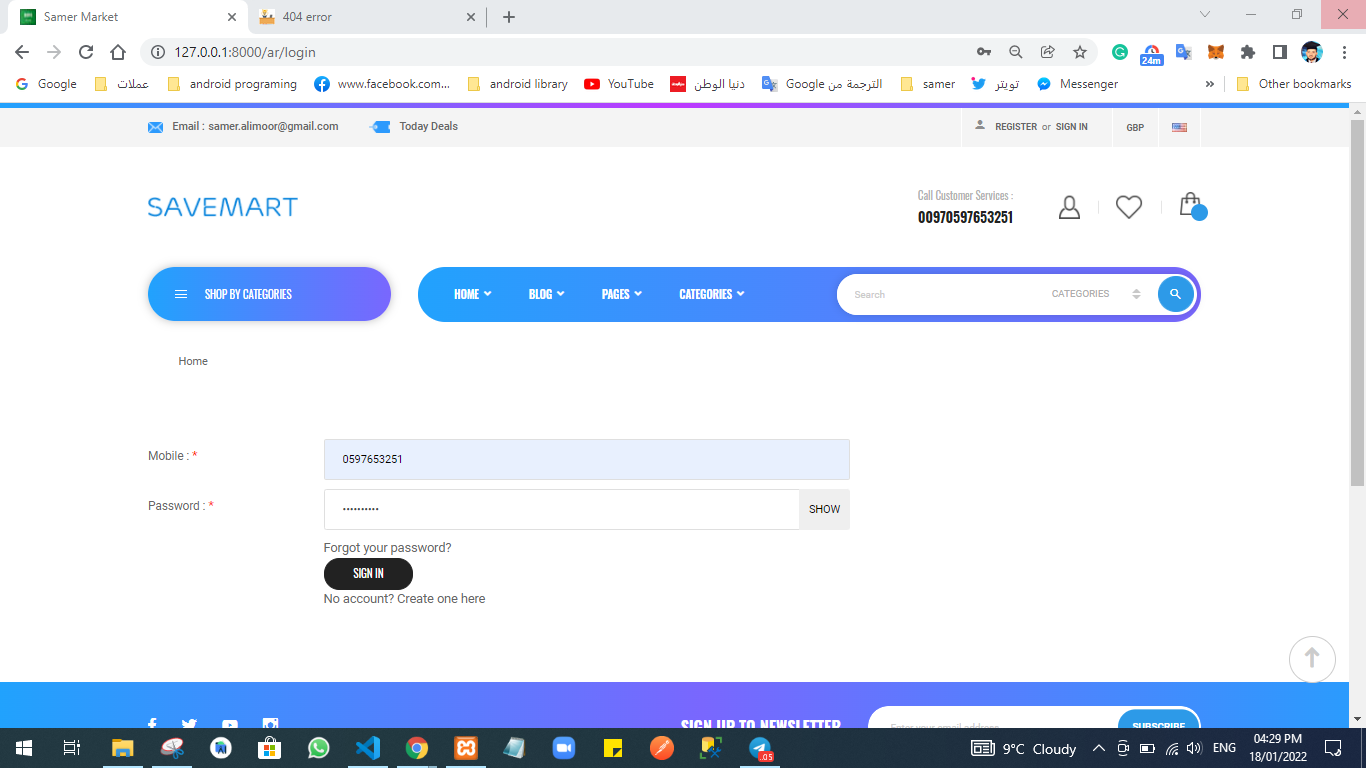 Samer Market
404 error
127.0.0.1:8000/ar/login
24m
Google
عملات
android programing
www.facebook.com...
android library
YouTube
دنيا الوطن
الترجمة من Google
samer
تويتر
Messenger
»
Other bookmarks
Email : samer.alimoor@gmail.com
Today Deals
REGISTER or SIGN IN
GBP
SAVEMART
Call Customer Services :
00970597653251
SHOP BY CATEGORIES
HOME
BLOG
PAGES
CATEGORIES
Search
CATEGORIES
Home
Mobile : *
0597653251
Password : *
••••••••••
SHOW
Forgot your password?
SIGN IN
No account? Create one here
SIGN UP TO NEWSLETTER
Enter your email address
SUBSCRIBE
9°C Cloudy
ENG
04:29 PM
18/01/2022